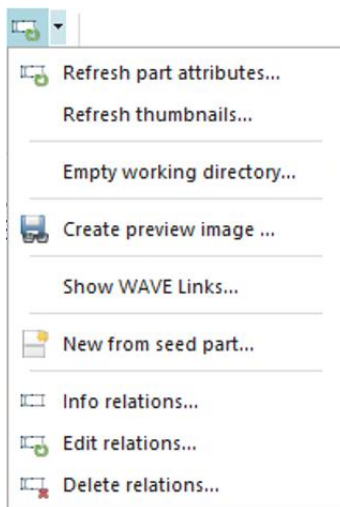 Refresh part attributes...
Refresh thumbnails...
Empty working directory...
Create preview image ...
Show WAVE Links...
New from seed part...
Info relations...
Edit relations...
Delete relations...